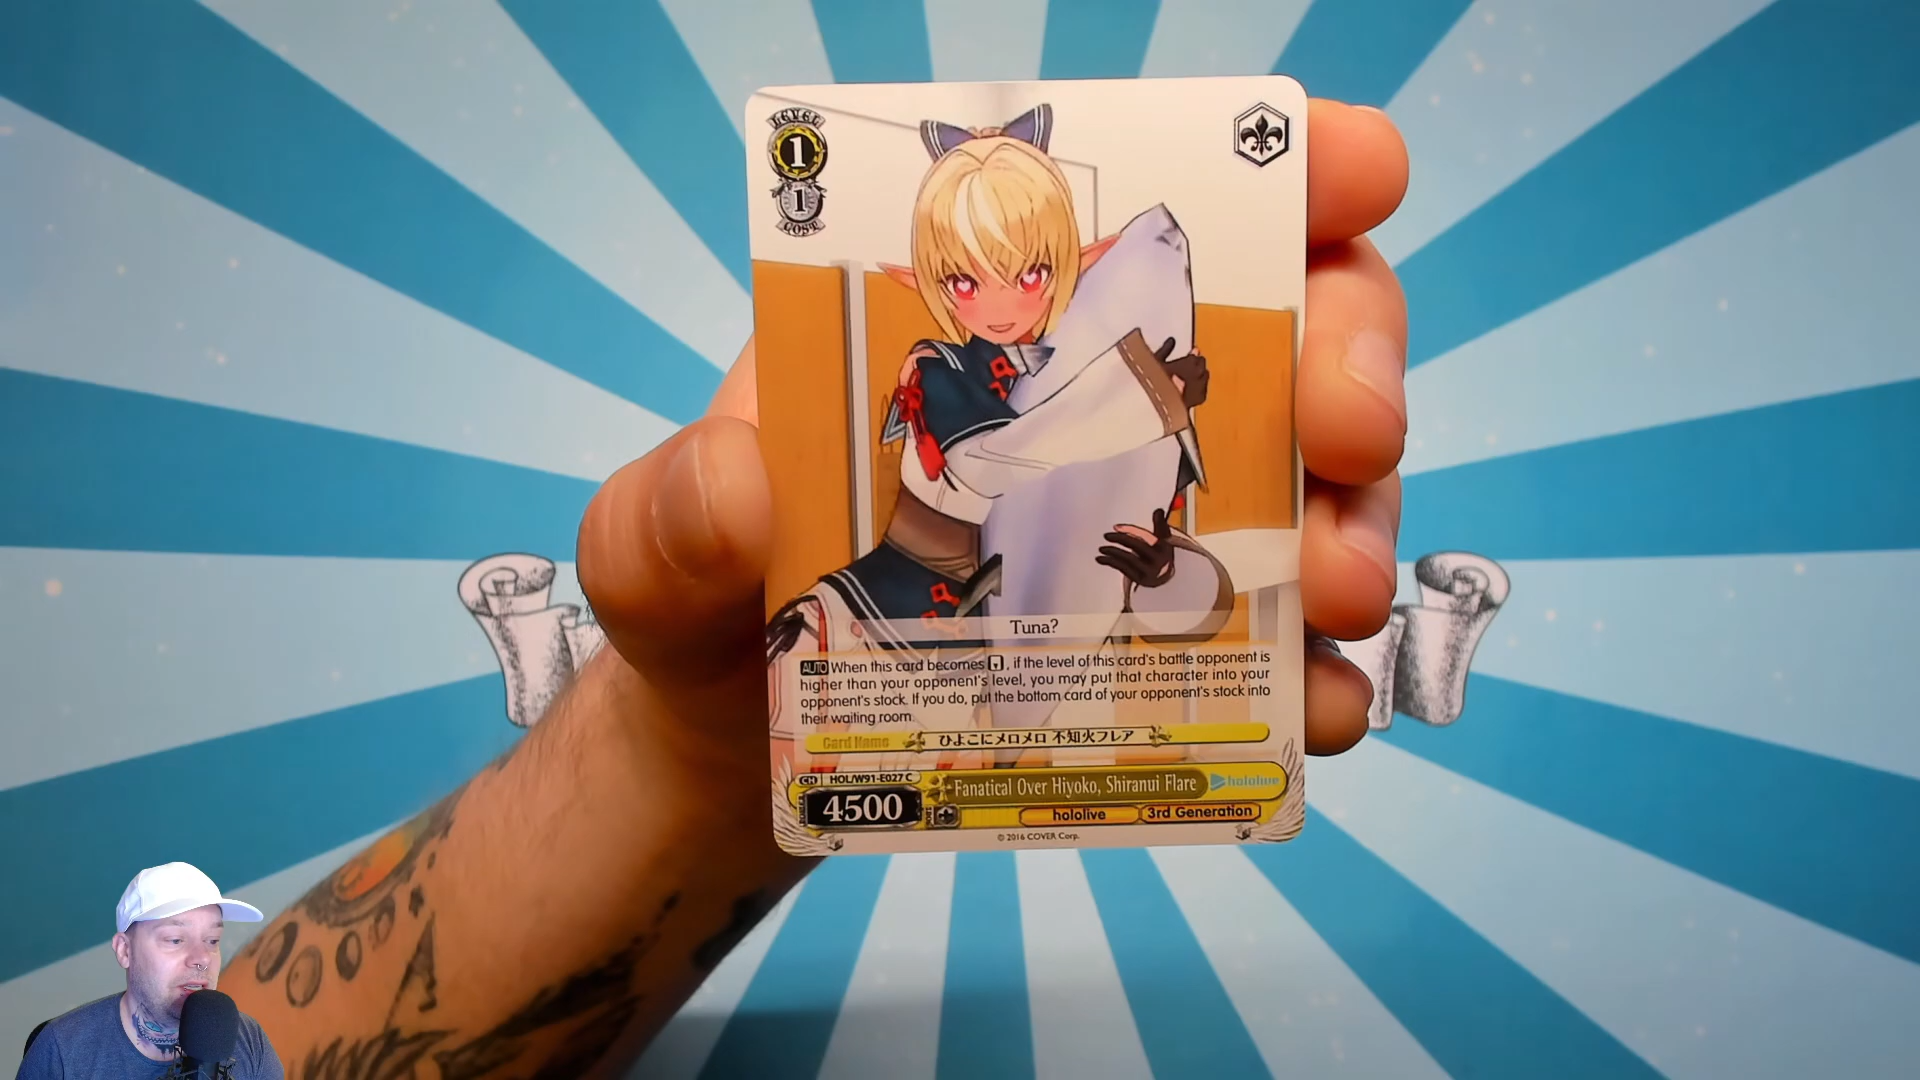 LEVEL
1
1
COST
Tuna?
AUTO When this card becomes , if the level of this card's battle opponent is
higher than your opponent's level, you may put that character into your
opponent's stock. If you do, put the bottom card of your opponent's stock into
their waiting room.
Card Name ひよこにメロメロ 不知火フレア
CH HOL/W91-E027 C
Fanatical Over Hiyoko, Shiranui Flare hololive
4500
hololive 3rd Generation
© 2016 COVER Corp.